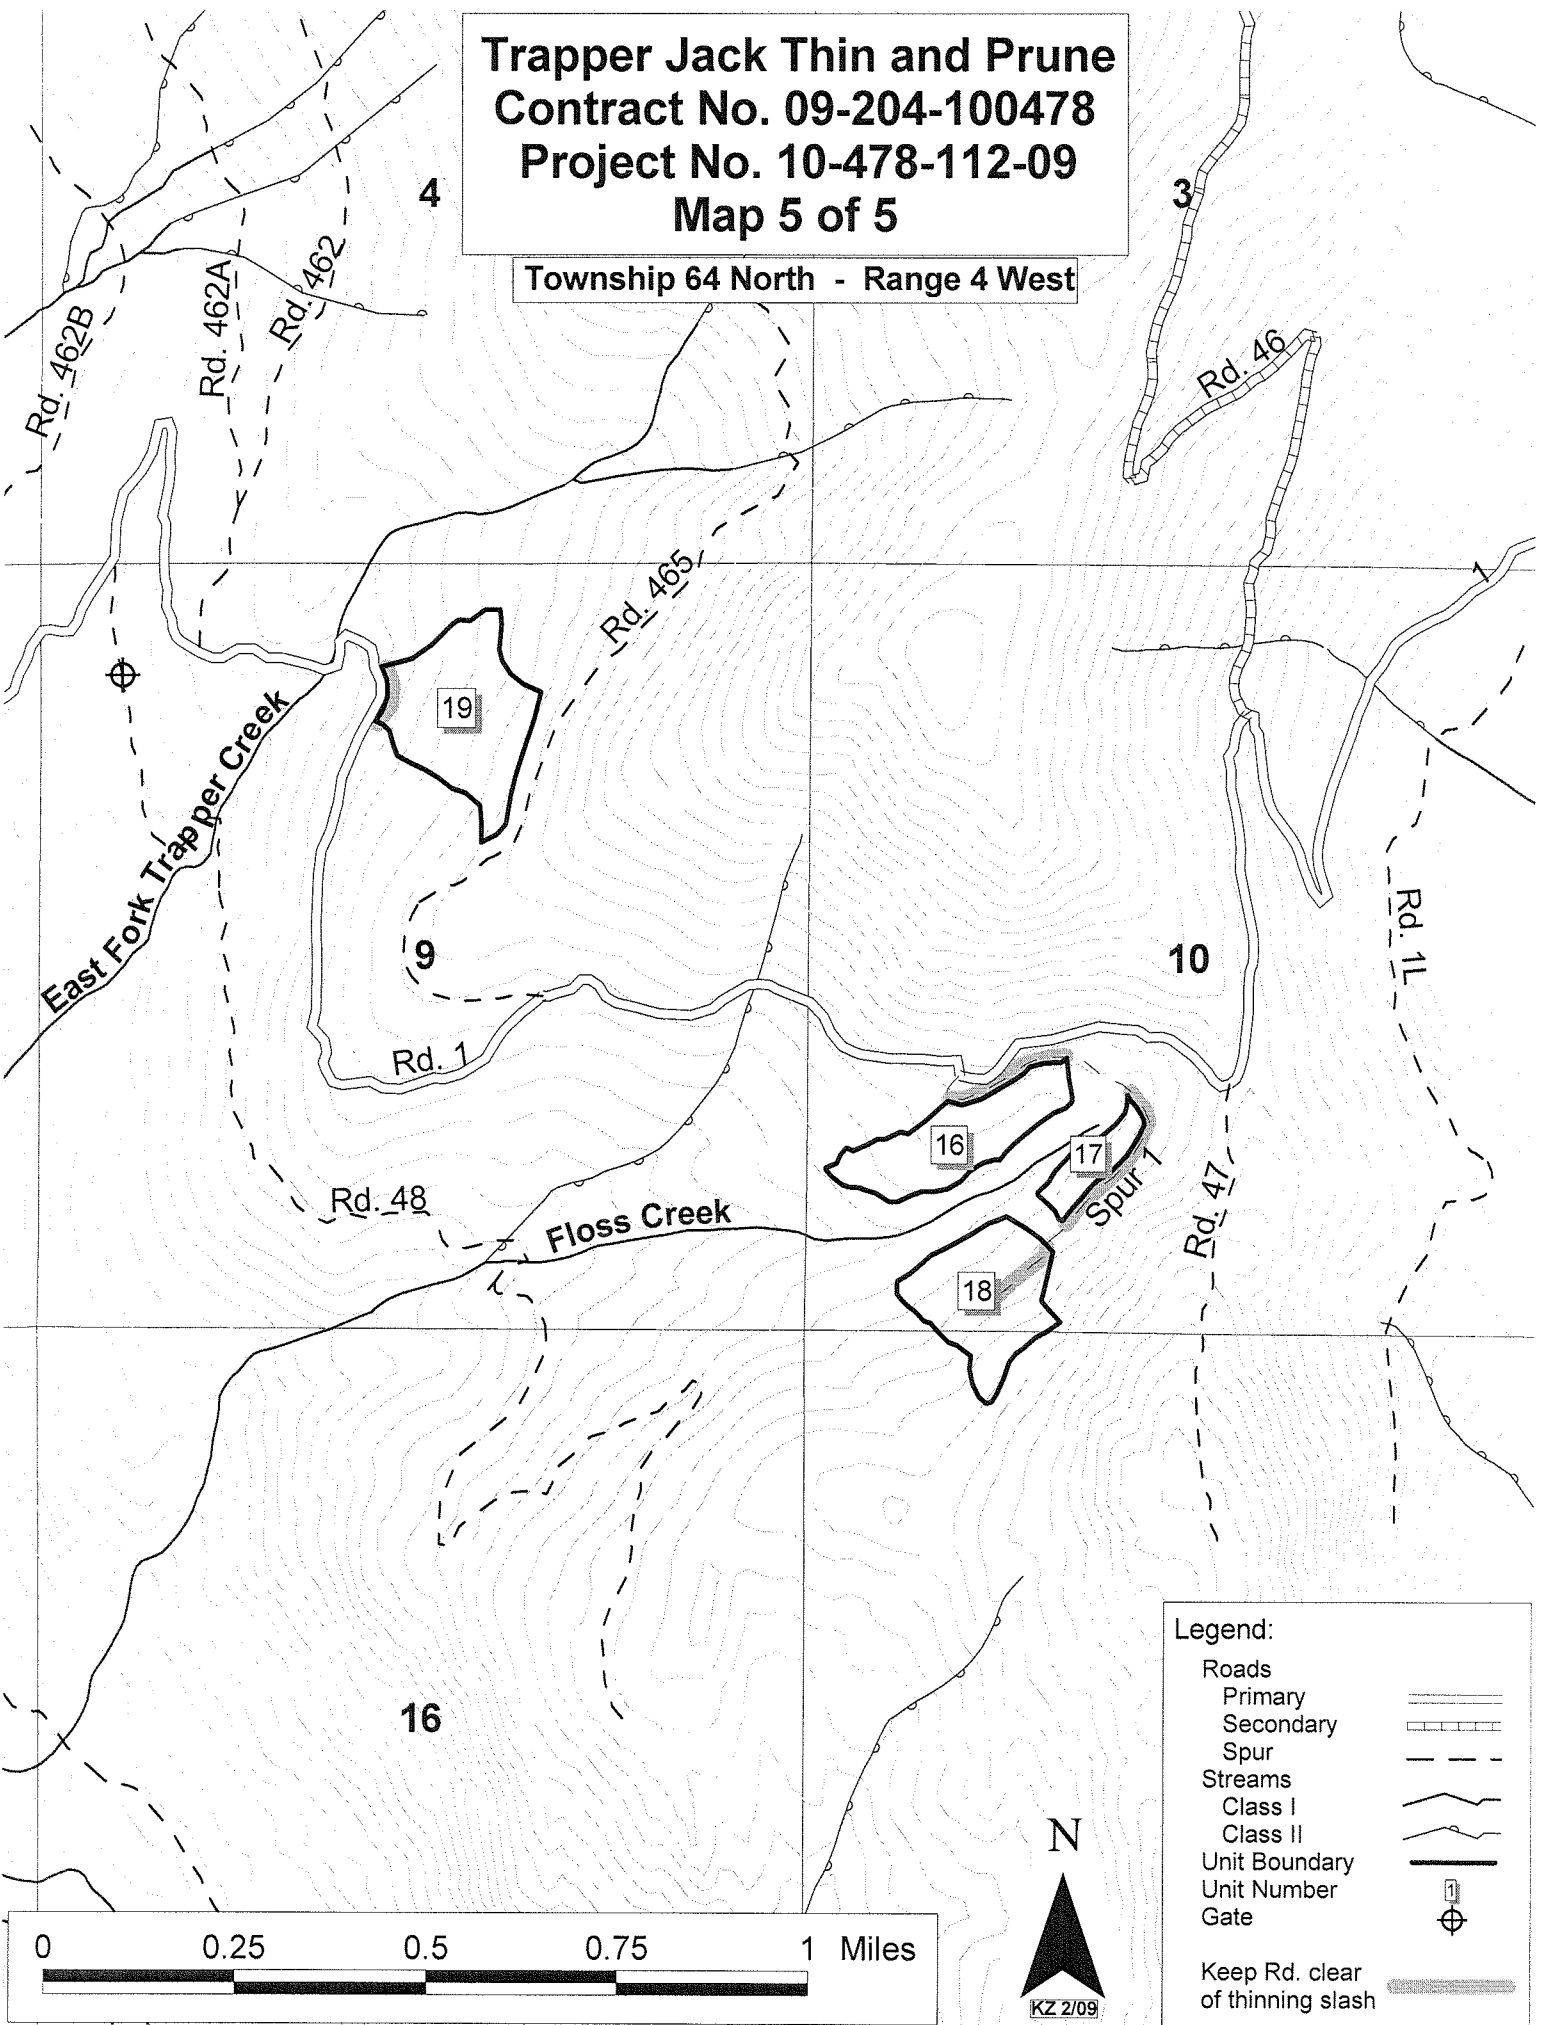 Trapper Jack Thin and Prune
Contract No. 09-204-100478
Project No. 10-478-112-09
Map 5 of 5
Township 64 North - Range 4 West
4
3
Rd. 462B
Rd. 462A
Rd. 462
Rd. 46
Rd. 465
1
19
East Fork Trapper Creek
9
10
Rd. 1L
Rd. 1
16
17
Spur 1
Rd. 47
Rd. 48
Floss Creek
18
16
Legend:
Roads
Primary
Secondary
Spur
Streams
Class I
Class II
Unit Boundary
Unit Number
1
Gate
Keep Rd. clear
of thinning slash
N
KZ 2/09
0 0.25 0.5 0.75 1 Miles